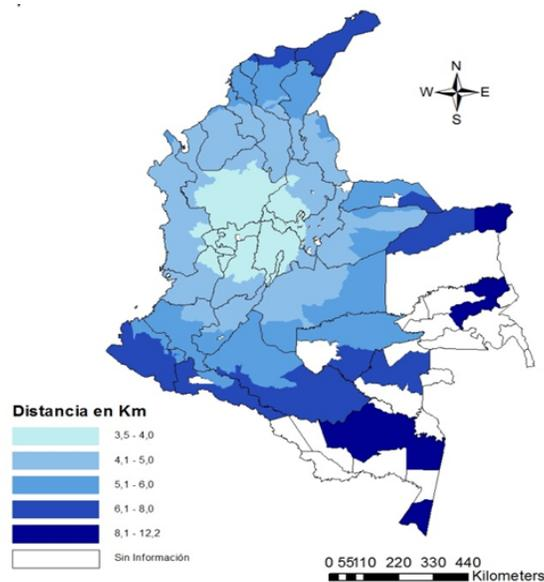 N
W E
S
Distancia en Km
3,5 - 4,0
4,1 - 5,0
5,1 - 6,0
6,1 - 8,0
8,1 - 12,2
Sin Información
0 55110 220 330 440
Kilometers